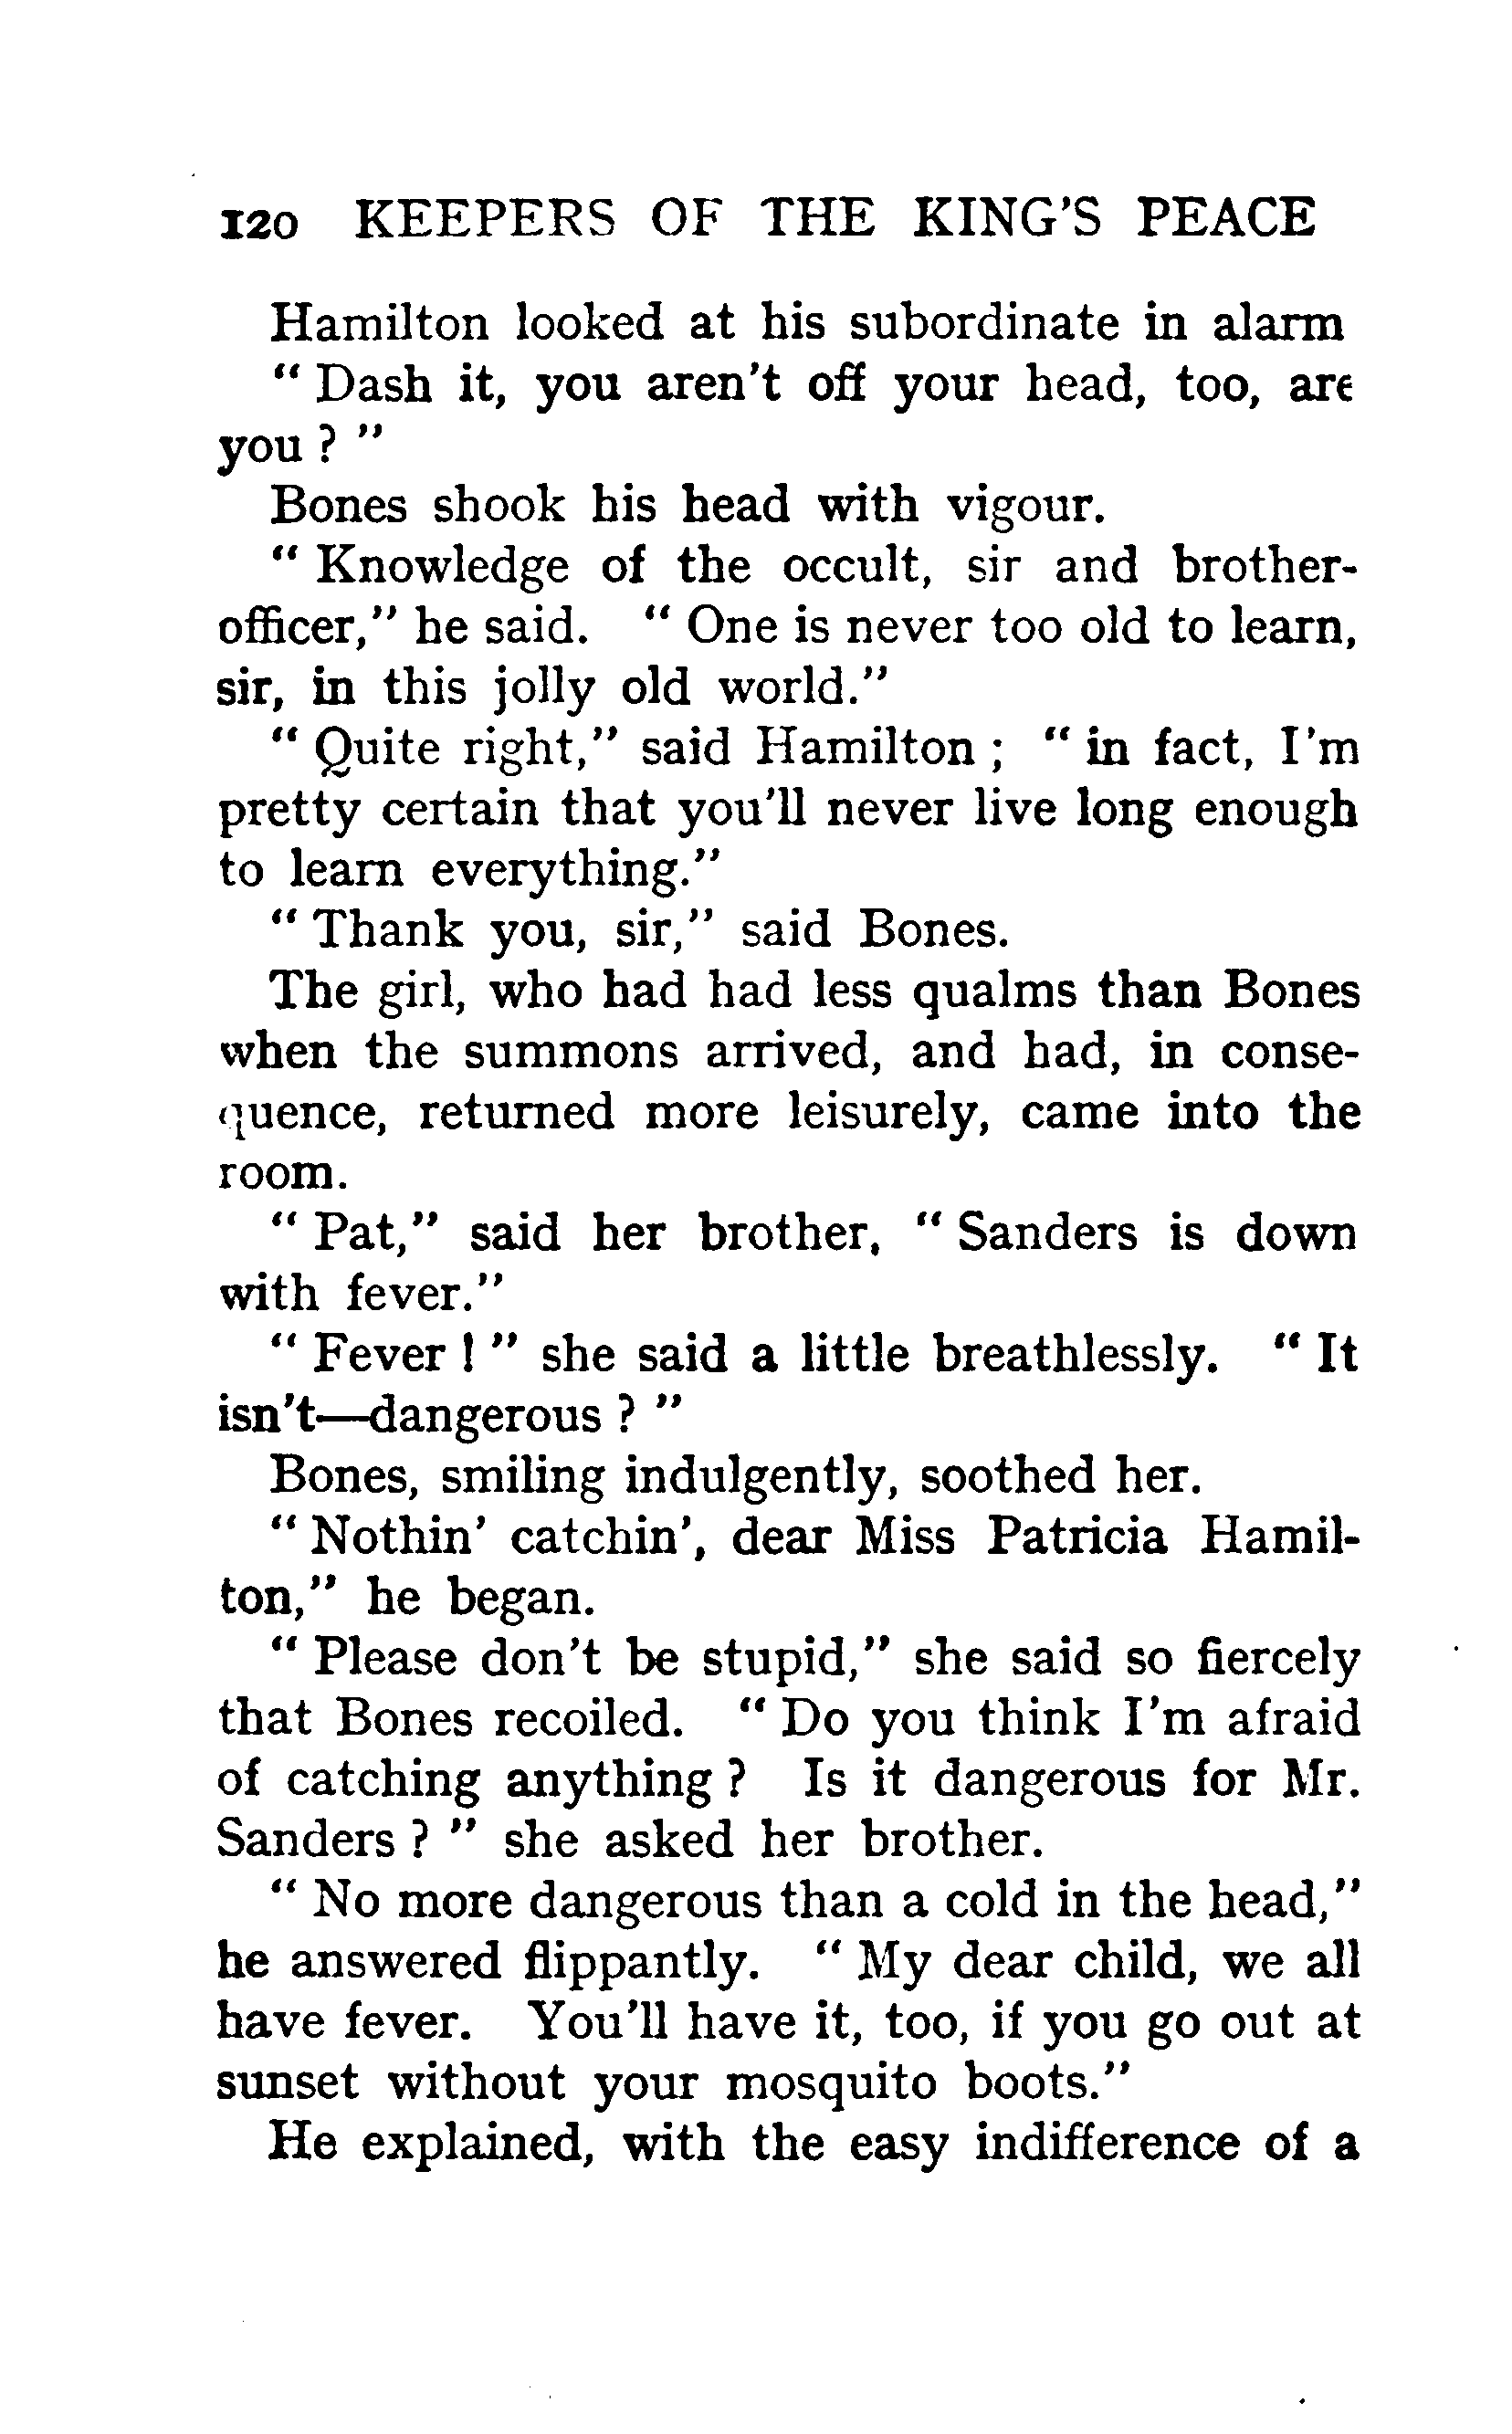 120 KEEPERS OF THE KING'S PEACE
Hamilton looked at his subordinate in alarm
" Dash it, you aren't off your head, too, are
you ? "
Bones shook his head with vigour.
" Knowledge of the occult, sir and brother-
officer," he said. " One is never too old to learn,
sir, in this jolly old world."
" Quite right," said Hamilton ; " in fact, I'm
pretty certain that you'll never live long enough
to learn everything."
" Thank you, sir," said Bones.
The girl, who had had less qualms than Bones
when the summons arrived, and had, in conse-
quence, returned more leisurely, came into the
room.
" Pat," said her brother, " Sanders is down
with fever."
" Fever ! " she said a little breathlessly. " It
isn't—dangerous ? "
Bones, smiling indulgently, soothed her.
" Nothin' catchin', dear Miss Patricia Hamil-
ton," he began.
" Please don't be stupid," she said so fiercely
that Bones recoiled. " Do you think I'm afraid
of catching anything ? Is it dangerous for Mr.
Sanders ? " she asked her brother.
" No more dangerous than a cold in the head,"
he answered flippantly. " My dear child, we all
have fever. You'll have it, too, if you go out at
sunset without your mosquito boots."
He explained, with the easy indifference of a